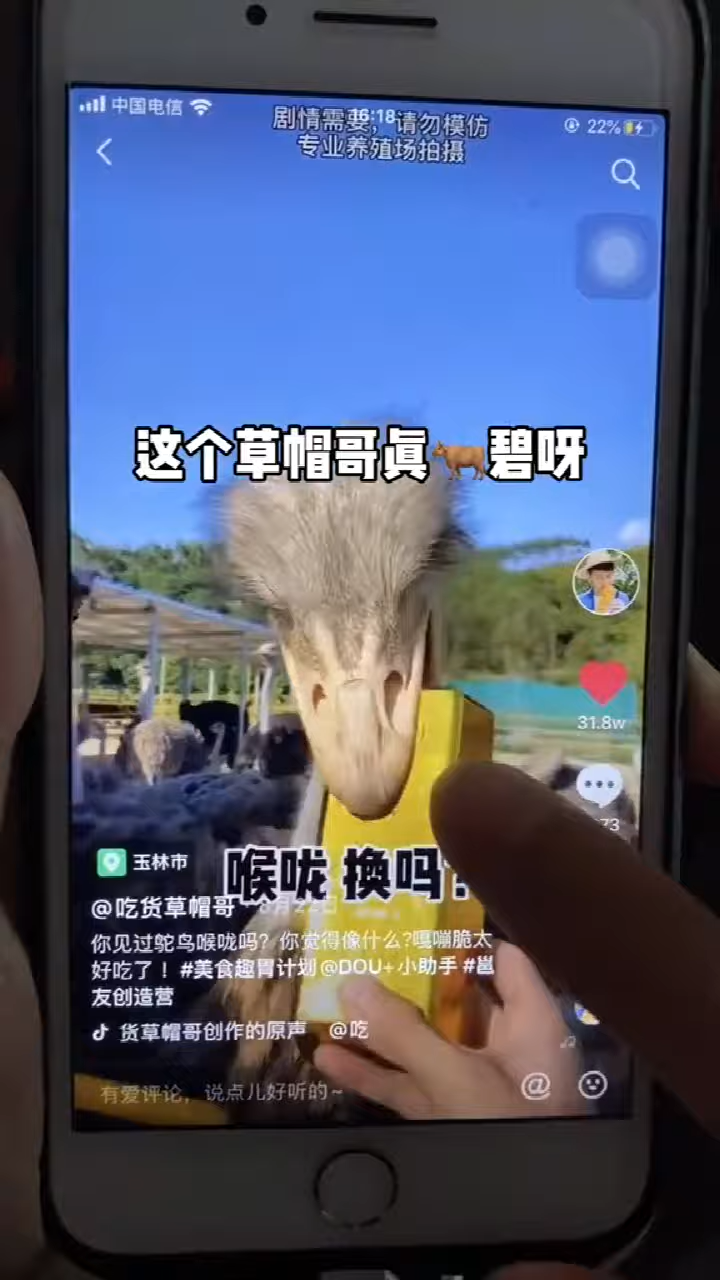 中国电信
16:18
22%
剧情需要，请勿模仿
专业养殖场拍摄
这个草帽哥真🐂碧呀
31.8w
73
喉咙 换吗？
玉林市
@吃货草帽哥
你见过鸵鸟喉咙吗？你觉得像什么？嘎嘣脆太
好吃了！#美食趣胃计划 @DOU+小助手 #邕
友创造营
货草帽哥创作的原声 @吃
有爱评论，说点儿好听的~